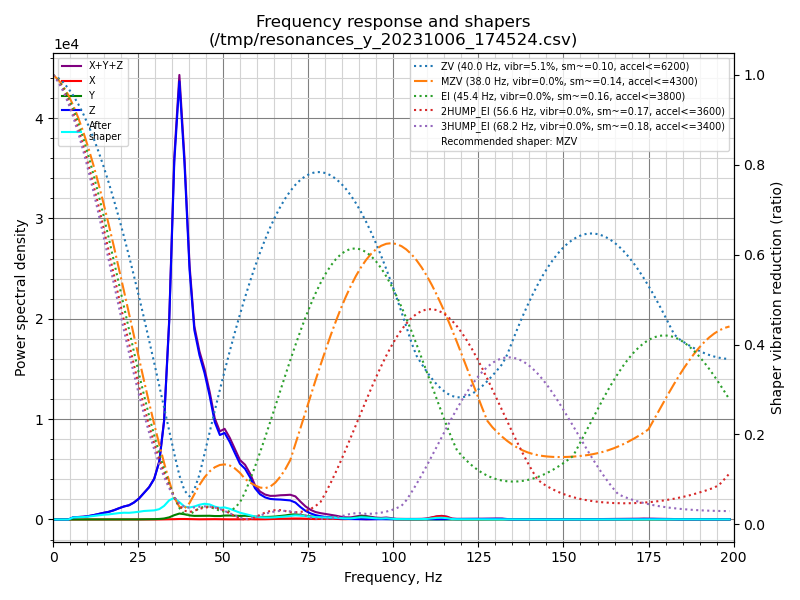 Frequency response and shapers
(/tmp/resonances_y_20231006_174524.csv)
1e4
X+Y+Z
X
Y
Z
After
shaper
ZV (40.0 Hz, vibr=5.1%, sm~=0.10, accel<=6200)
MZV (38.0 Hz, vibr=0.0%, sm~=0.14, accel<=4300)
EI (45.4 Hz, vibr=0.0%, sm~=0.16, accel<=3800)
2HUMP_EI (56.6 Hz, vibr=0.0%, sm~=0.17, accel<=3600)
3HUMP_EI (68.2 Hz, vibr=0.0%, sm~=0.18, accel<=3400)
Recommended shaper: MZV
Power spectral density
4
3
2
1
0
1.0
0.8
0.6
0.4
0.2
0.0
Shaper vibration reduction (ratio)
0 25 50 75 100 125 150 175 200
Frequency, Hz